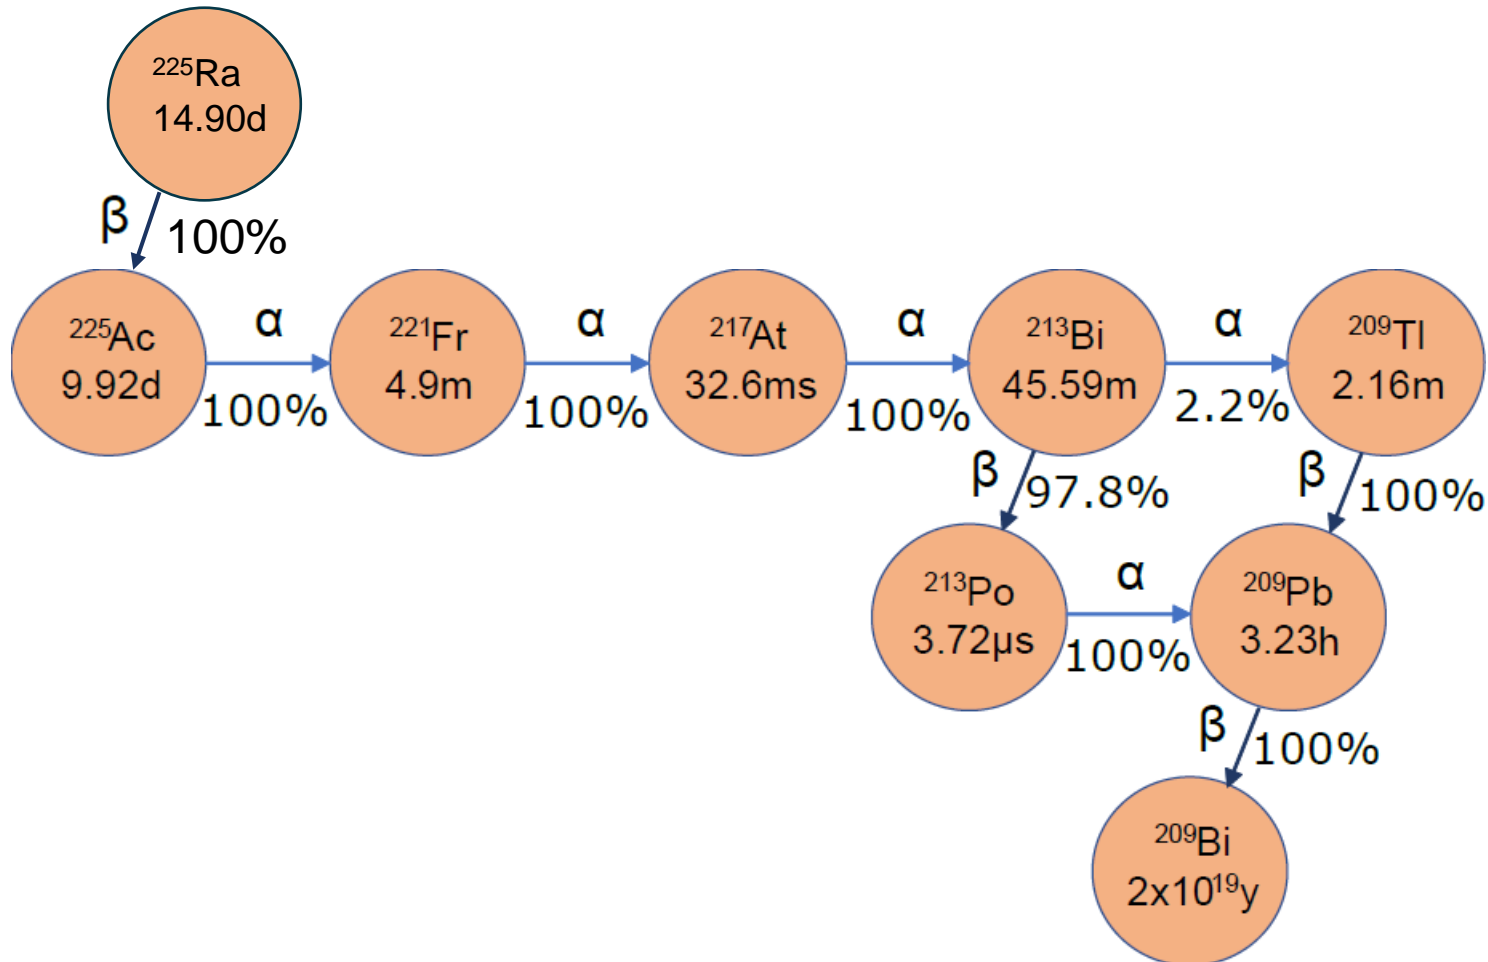 ²²⁵Ra
14.90d
β
100%
²²⁵Ac
9.92d
α
100%
²²¹Fr
4.9m
α
100%
²¹⁷At
32.6ms
α
100%
²¹³Bi
45.59m
α
2.2%
²⁰⁹Tl
2.16m
β
97.8%
β
100%
²¹³Po
3.72µs
α
100%
²⁰⁹Pb
3.23h
β
100%
²⁰⁹Bi
2x10¹⁹y